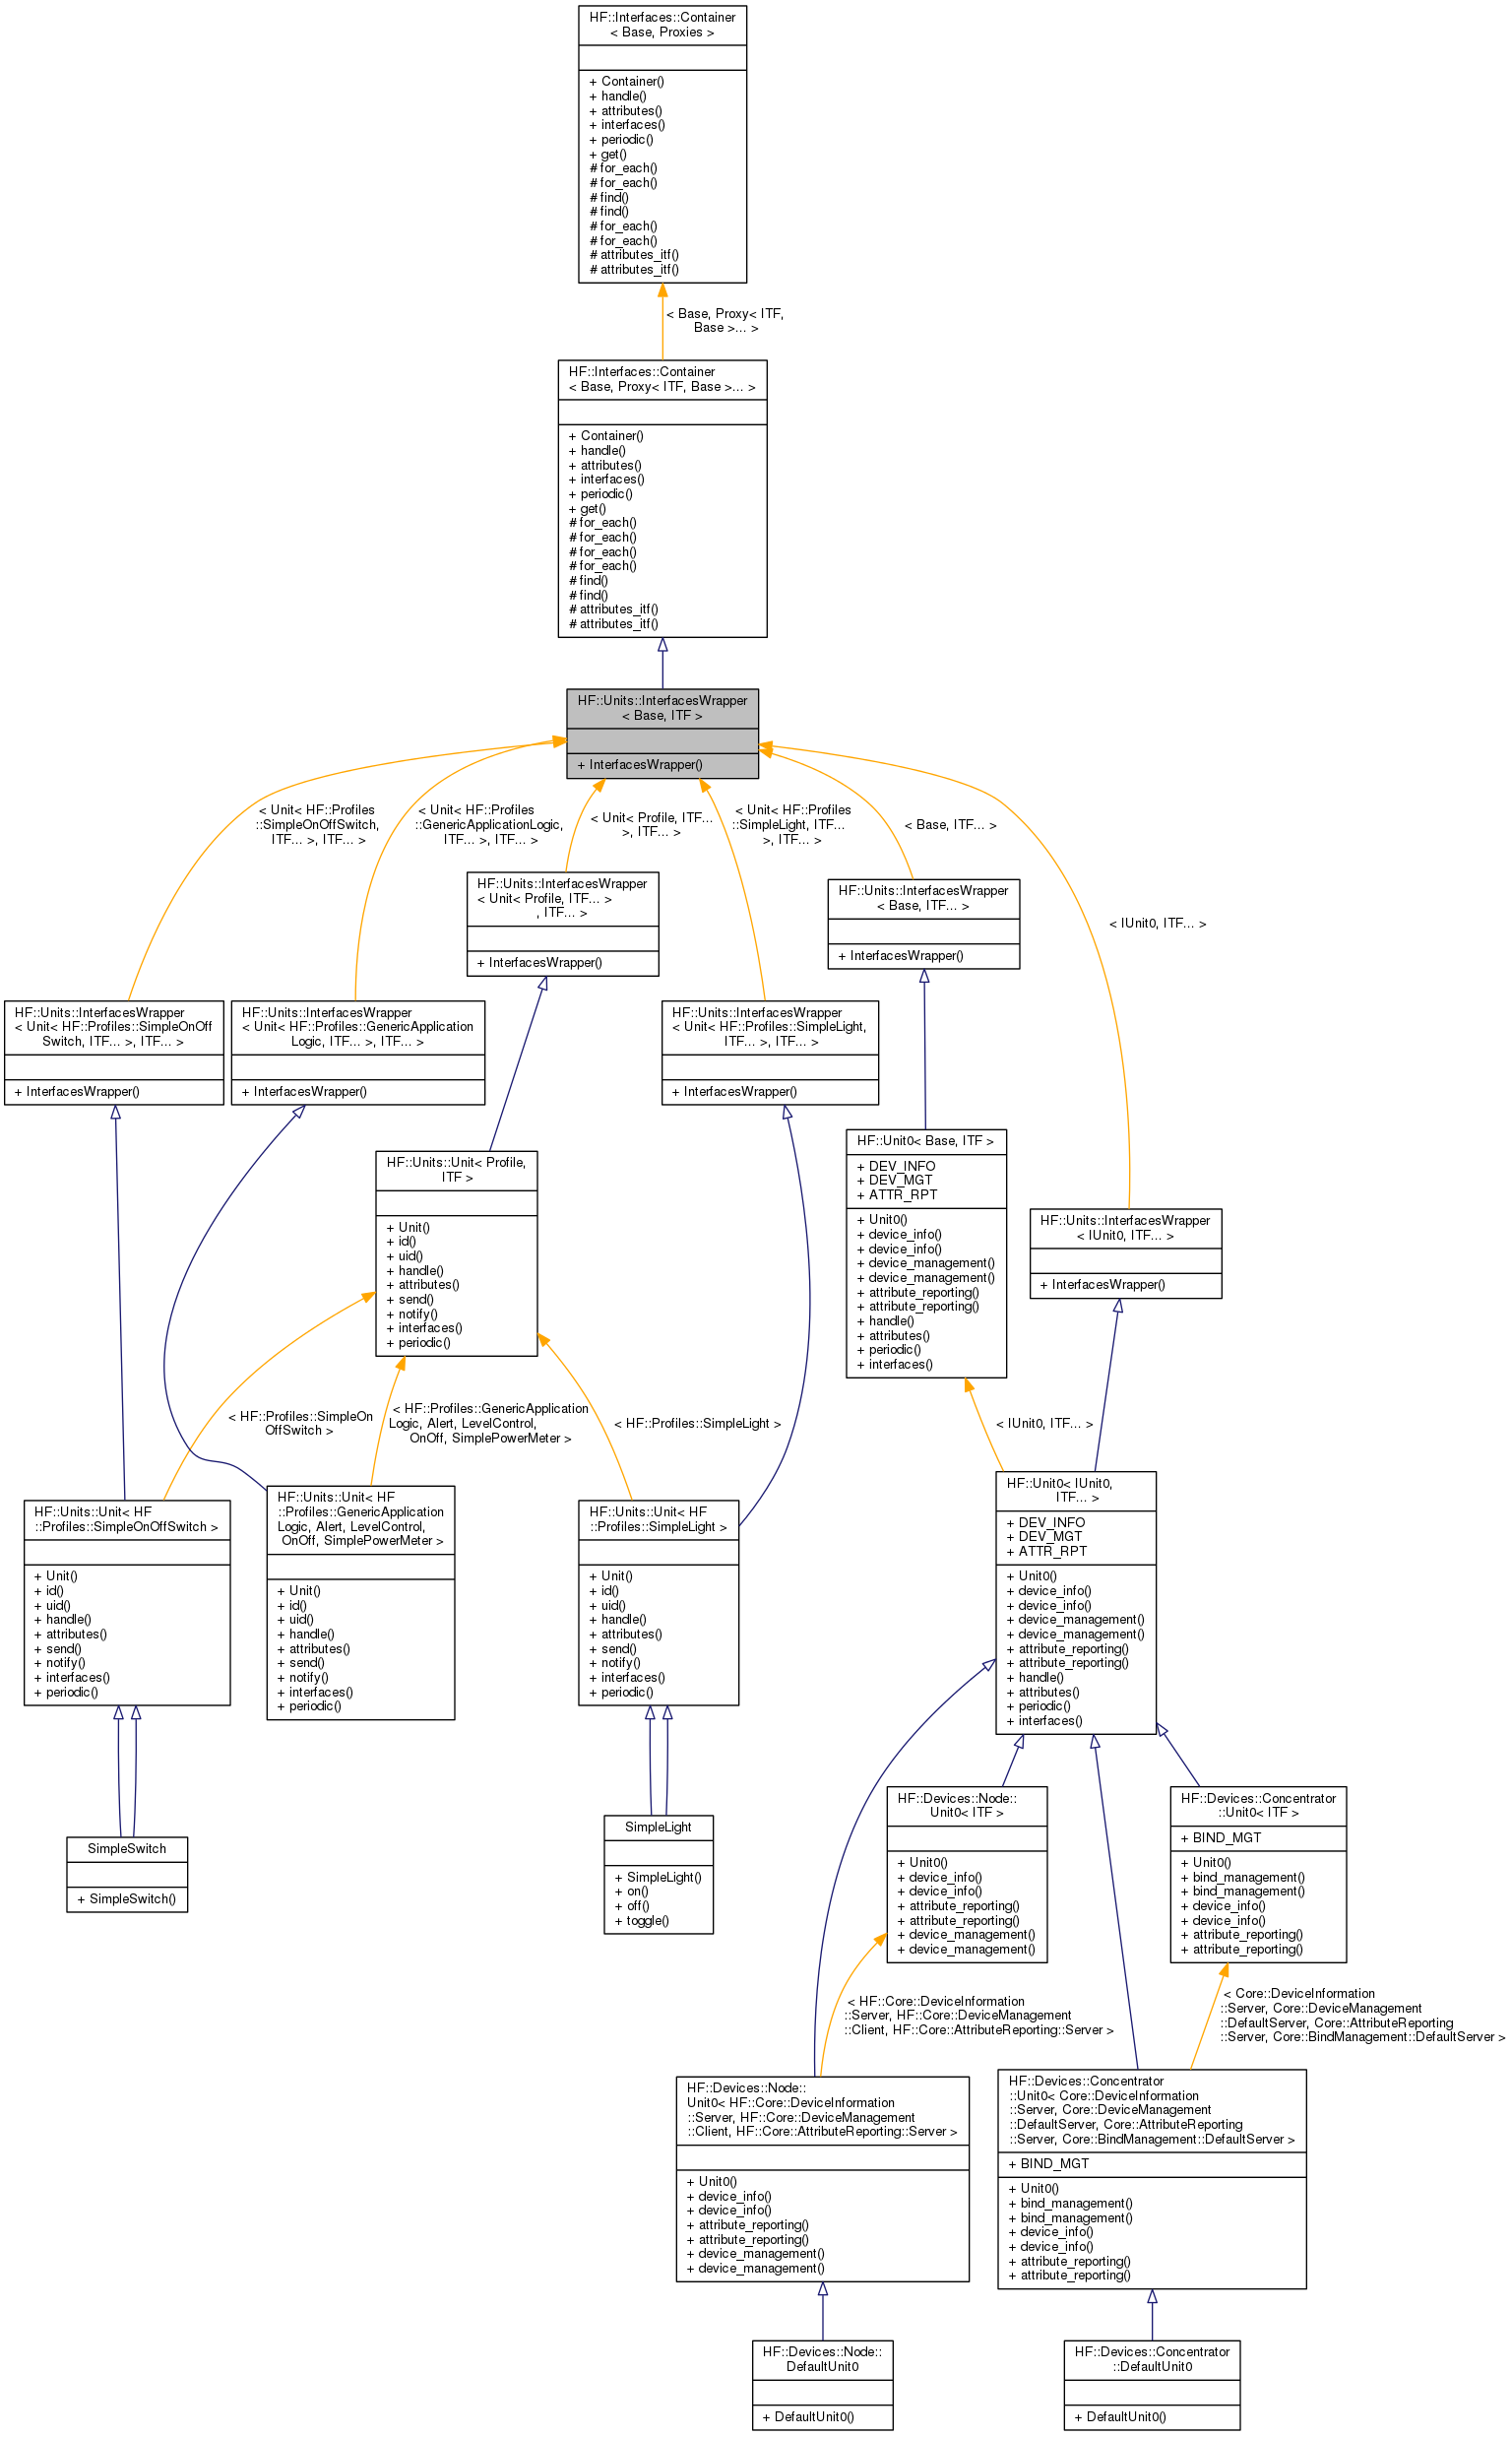 HF::Interfaces::Container
< Base, Proxies >
+ Container()
+ handle()
+ attributes()
+ interfaces()
+ periodic()
+ get()
# for_each()
# for_each()
# find()
# find()
# for_each()
# for_each()
# attributes_itf()
# attributes_itf()
< Base, Proxy< ITF,
Base >... >
HF::Interfaces::Container
< Base, Proxy< ITF, Base >... >
+ Container()
+ handle()
+ attributes()
+ interfaces()
+ periodic()
+ get()
# for_each()
# for_each()
# for_each()
# for_each()
# find()
# find()
# attributes_itf()
# attributes_itf()
HF::Units::InterfacesWrapper
< Base, ITF >
+ InterfacesWrapper()
< Unit< HF::Profiles
::SimpleOnOffSwitch,
ITF... >, ITF... >
< Unit< HF::Profiles
::GenericApplicationLogic,
ITF... >, ITF... >
< Unit< Profile, ITF...
>, ITF... >
< Unit< HF::Profiles
::SimpleLight, ITF...
>, ITF... >
< Base, ITF... >
< IUnit0, ITF... >
HF::Units::InterfacesWrapper
< Unit< Profile, ITF... >
, ITF... >
+ InterfacesWrapper()
HF::Units::InterfacesWrapper
< Base, ITF... >
+ InterfacesWrapper()
HF::Units::InterfacesWrapper
< Unit< HF::Profiles::SimpleOnOff
Switch, ITF... >, ITF... >
+ InterfacesWrapper()
HF::Units::InterfacesWrapper
< Unit< HF::Profiles::GenericApplication
Logic, ITF... >, ITF... >
+ InterfacesWrapper()
HF::Units::InterfacesWrapper
< Unit< HF::Profiles::SimpleLight,
ITF... >, ITF... >
+ InterfacesWrapper()
HF::Units::Unit< Profile,
ITF >
+ Unit()
+ id()
+ uid()
+ handle()
+ attributes()
+ send()
+ notify()
+ interfaces()
+ periodic()
HF::Unit0< Base, ITF >
+ DEV_INFO
+ DEV_MGT
+ ATTR_RPT
+ Unit0()
+ device_info()
+ device_info()
+ device_management()
+ device_management()
+ attribute_reporting()
+ attribute_reporting()
+ handle()
+ attributes()
+ periodic()
+ interfaces()
HF::Units::InterfacesWrapper
< IUnit0, ITF... >
+ InterfacesWrapper()
< HF::Profiles::SimpleOn
OffSwitch >
< HF::Profiles::GenericApplication
Logic, Alert, LevelControl,
OnOff, SimplePowerMeter >
< HF::Profiles::SimpleLight >
< IUnit0, ITF... >
HF::Units::Unit< HF
::Profiles::SimpleOnOffSwitch >
+ Unit()
+ id()
+ uid()
+ handle()
+ attributes()
+ send()
+ notify()
+ interfaces()
+ periodic()
HF::Units::Unit< HF
::Profiles::GenericApplication
Logic, Alert, LevelControl,
OnOff, SimplePowerMeter >
+ Unit()
+ id()
+ uid()
+ handle()
+ attributes()
+ send()
+ notify()
+ interfaces()
+ periodic()
HF::Units::Unit< HF
::Profiles::SimpleLight >
+ Unit()
+ id()
+ uid()
+ handle()
+ attributes()
+ send()
+ notify()
+ interfaces()
+ periodic()
HF::Unit0< IUnit0,
ITF... >
+ DEV_INFO
+ DEV_MGT
+ ATTR_RPT
+ Unit0()
+ device_info()
+ device_info()
+ device_management()
+ device_management()
+ attribute_reporting()
+ attribute_reporting()
+ handle()
+ attributes()
+ periodic()
+ interfaces()
SimpleSwitch
+ SimpleSwitch()
SimpleLight
+ SimpleLight()
+ on()
+ off()
+ toggle()
HF::Devices::Node::
Unit0< ITF >
+ Unit0()
+ device_info()
+ device_info()
+ attribute_reporting()
+ attribute_reporting()
+ device_management()
+ device_management()
HF::Devices::Concentrator
::Unit0< ITF >
+ BIND_MGT
+ Unit0()
+ bind_management()
+ bind_management()
+ device_info()
+ device_info()
+ attribute_reporting()
+ attribute_reporting()
< HF::Core::DeviceInformation
::Server, HF::Core::DeviceManagement
::Client, HF::Core::AttributeReporting::Server >
< Core::DeviceInformation
::Server, Core::DeviceManagement
::DefaultServer, Core::AttributeReporting
::Server, Core::BindManagement::DefaultServer >
HF::Devices::Node::
Unit0< HF::Core::DeviceInformation
::Server, HF::Core::DeviceManagement
::Client, HF::Core::AttributeReporting::Server >
+ Unit0()
+ device_info()
+ device_info()
+ attribute_reporting()
+ attribute_reporting()
+ device_management()
+ device_management()
HF::Devices::Concentrator
::Unit0< Core::DeviceInformation
::Server, Core::DeviceManagement
::DefaultServer, Core::AttributeReporting
::Server, Core::BindManagement::DefaultServer >
+ BIND_MGT
+ Unit0()
+ bind_management()
+ bind_management()
+ device_info()
+ device_info()
+ attribute_reporting()
+ attribute_reporting()
HF::Devices::Node::
DefaultUnit0
+ DefaultUnit0()
HF::Devices::Concentrator
::DefaultUnit0
+ DefaultUnit0()